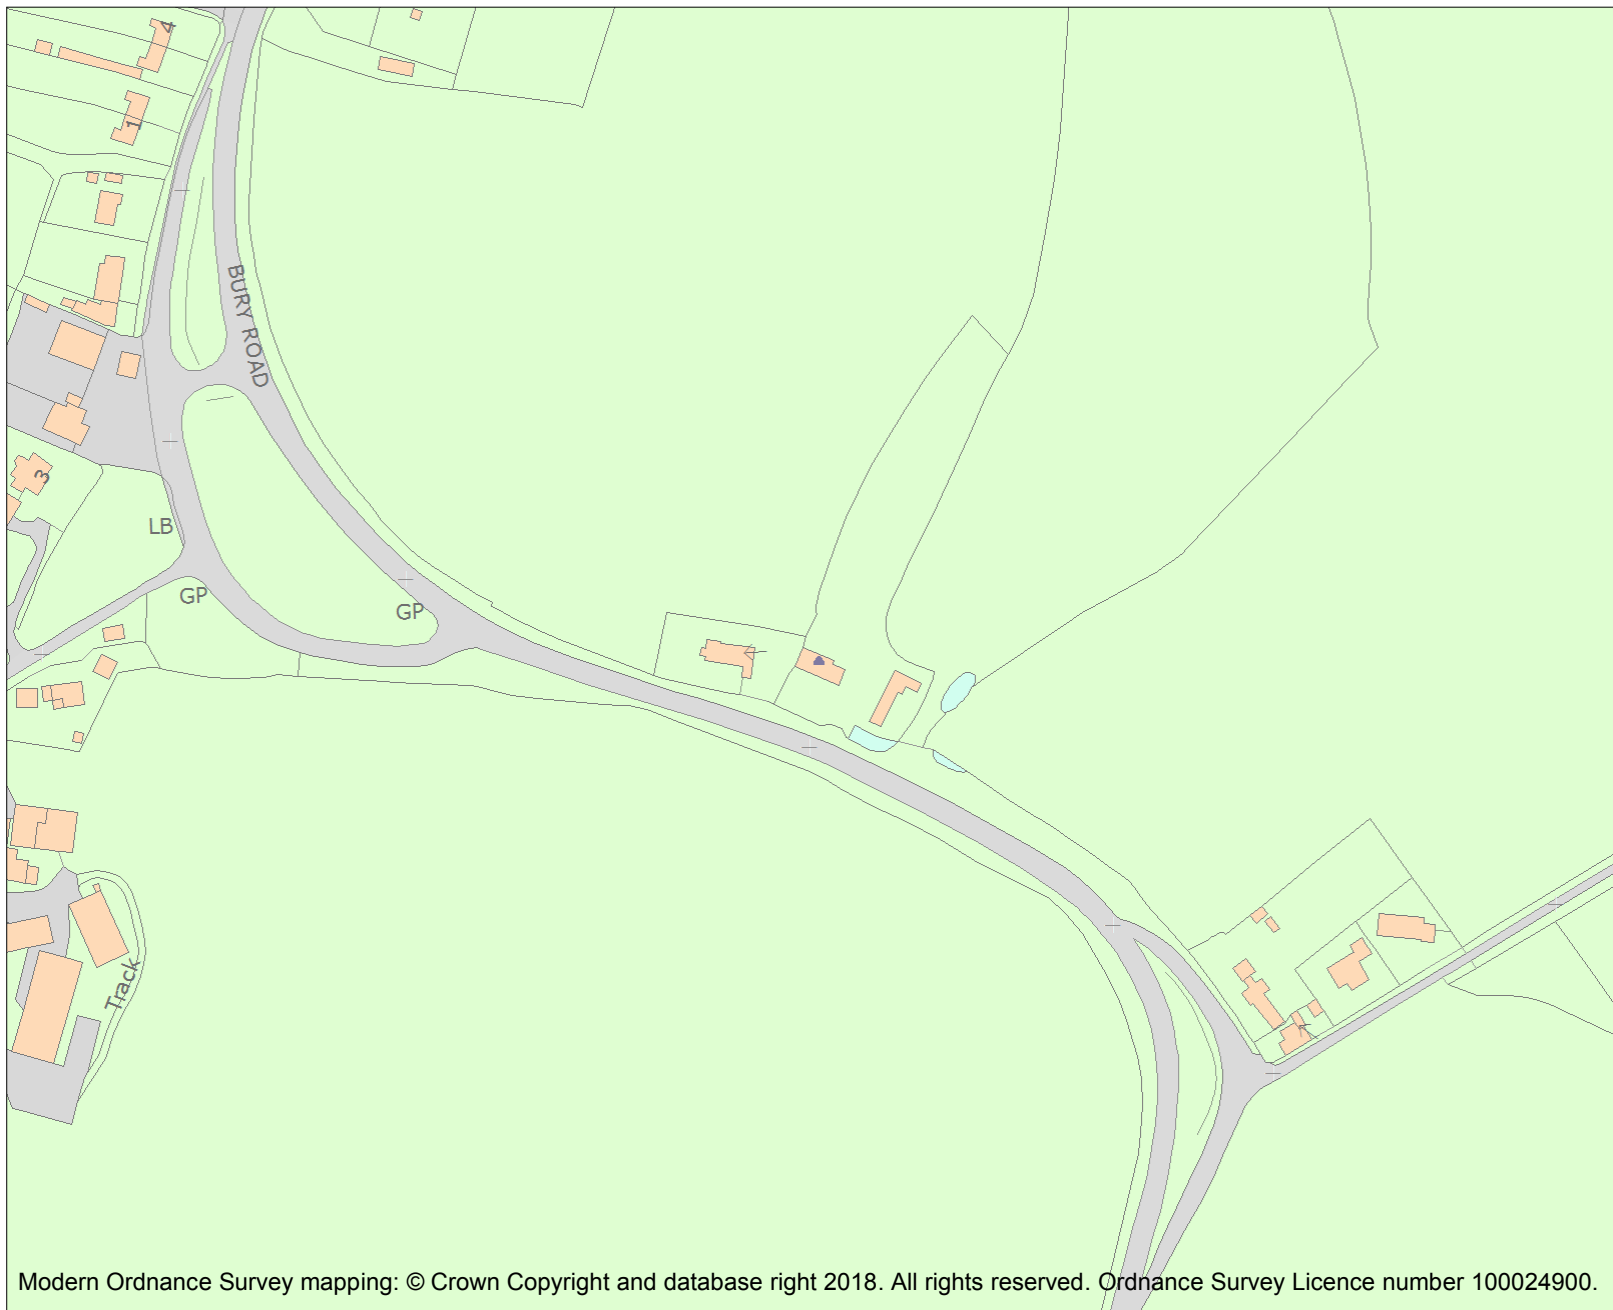 4
1
BURY ROAD
3
LB
GP
GP
Track
Modern Ordnance Survey mapping: © Crown Copyright and database right 2018. All rights reserved. Ordnance Survey Licence number 100024900.